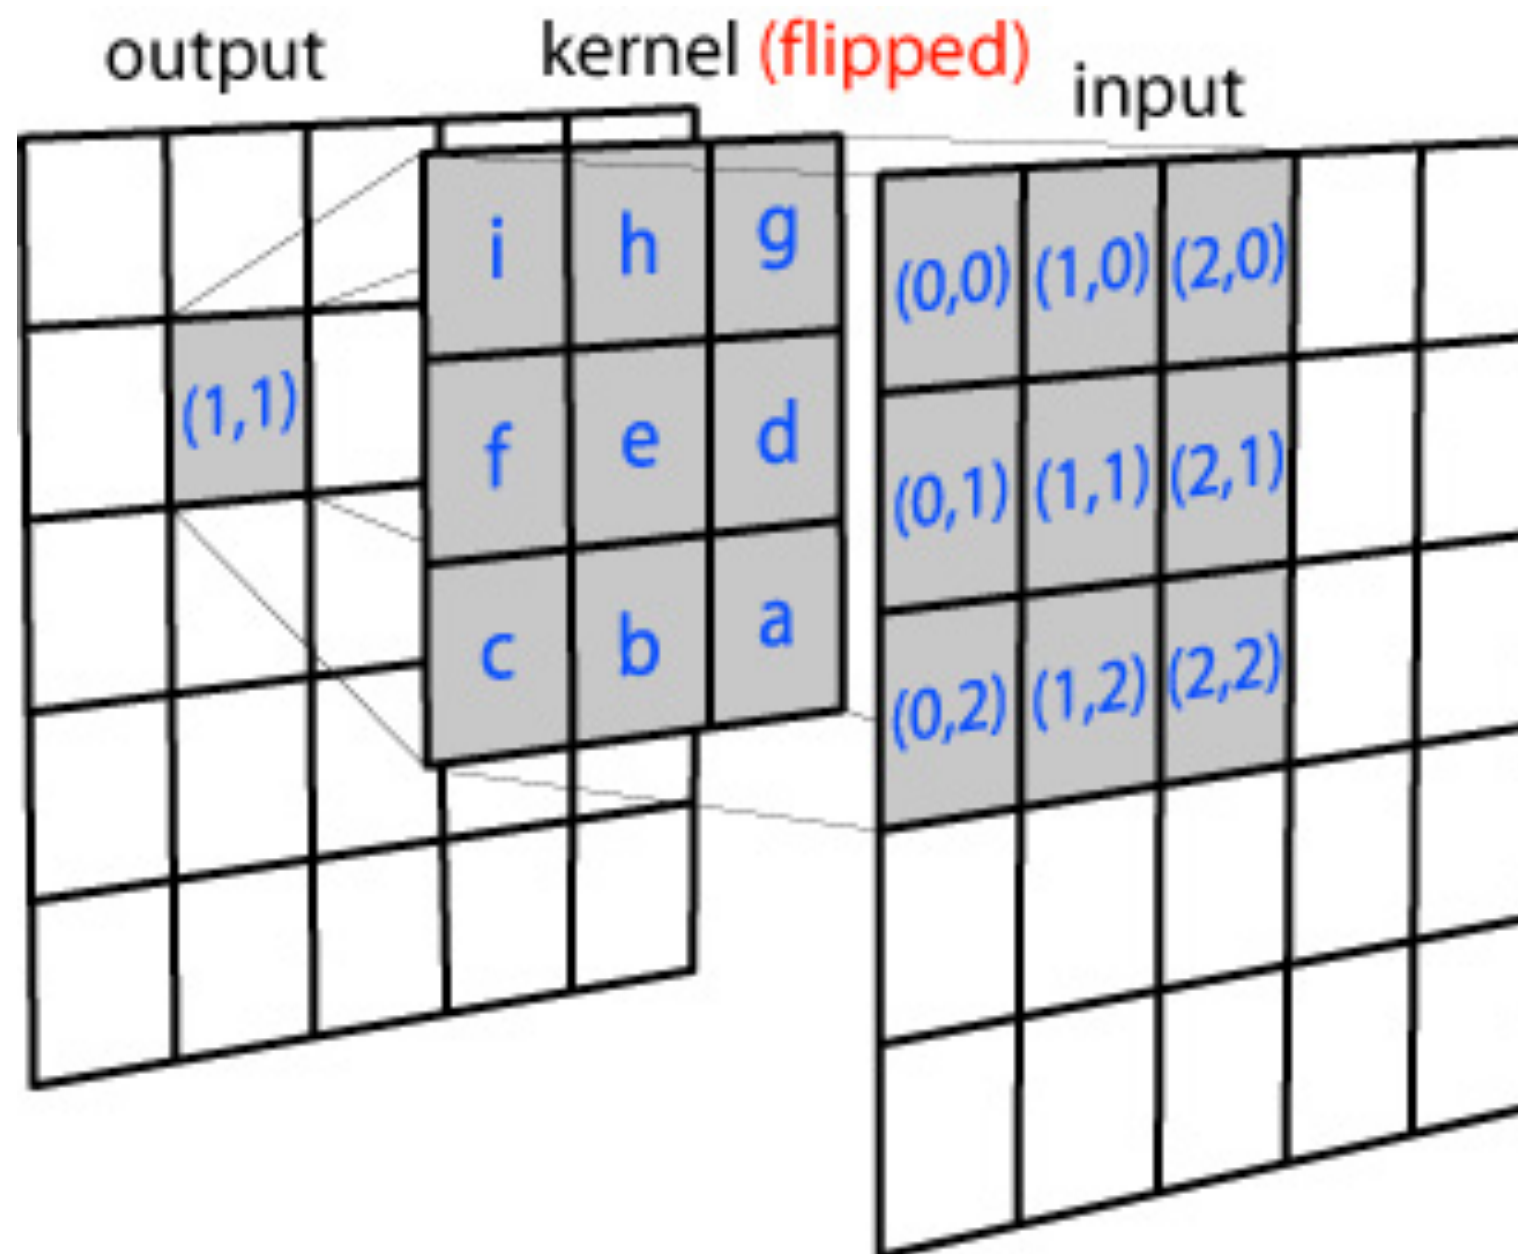 output
kernel (flipped)
input
i h g
f e d
c b a
(1,1)
(0,0) (1,0) (2,0)
(0,1) (1,1) (2,1)
(0,2) (1,2) (2,2)